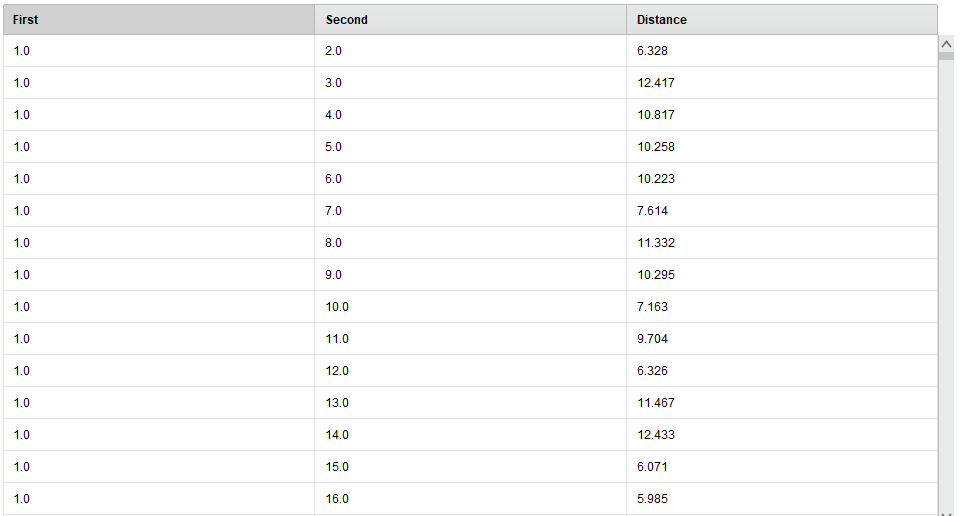 First Second Distance
1.0 2.0 6.328
1.0 3.0 12.417
1.0 4.0 10.817
1.0 5.0 10.258
1.0 6.0 10.223
1.0 7.0 7.614
1.0 8.0 11.332
1.0 9.0 10.295
1.0 10.0 7.163
1.0 11.0 9.704
1.0 12.0 6.326
1.0 13.0 11.467
1.0 14.0 12.433
1.0 15.0 6.071
1.0 16.0 5.985